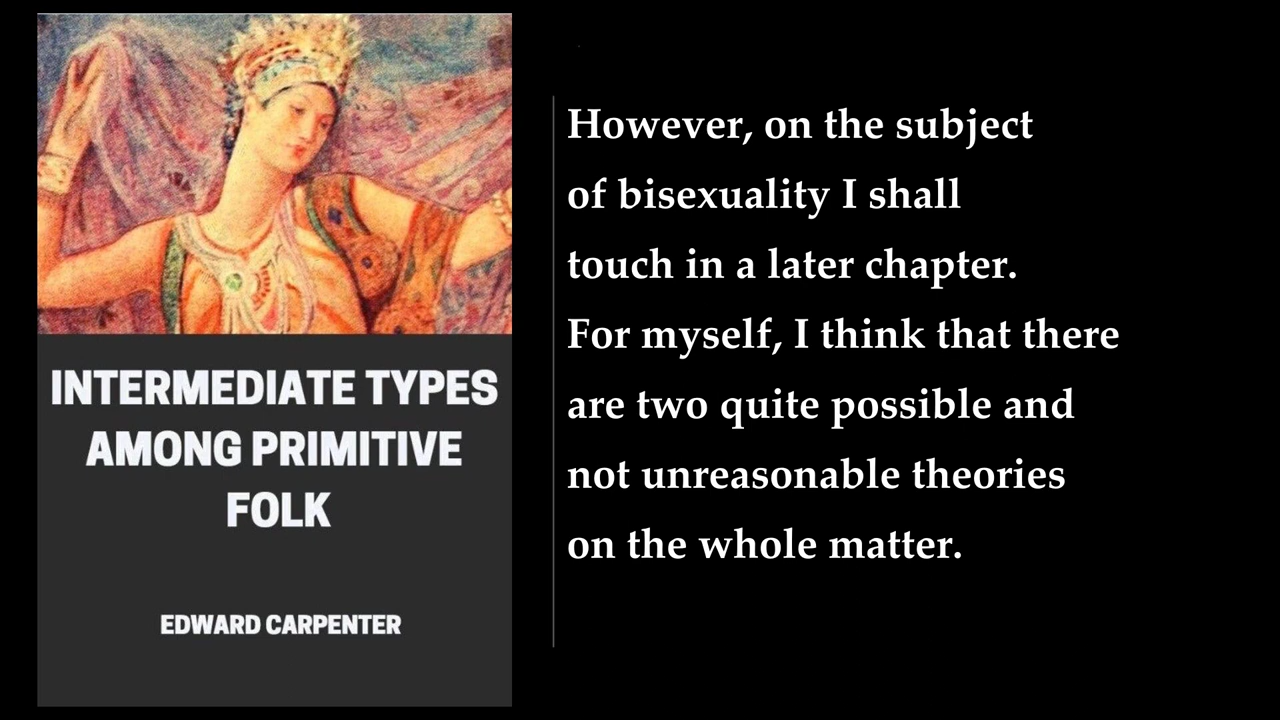 INTERMEDIATE TYPES
AMONG PRIMITIVE
FOLK
EDWARD CARPENTER
However, on the subject
of bisexuality I shall
touch in a later chapter.
For myself, I think that there
are two quite possible and
not unreasonable theories
on the whole matter.